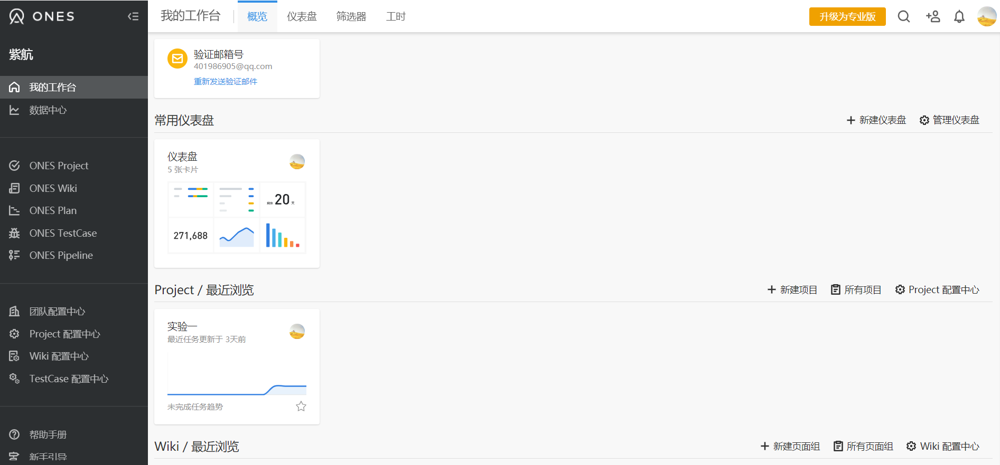 ONES
紫航
我的工作台
数据中心
ONES Project
ONES Wiki
ONES Plan
ONES TestCase
ONES Pipeline
团队配置中心
Project 配置中心
Wiki 配置中心
TestCase 配置中心
帮助手册
新手引导
我的工作台 概览 仪表盘 筛选器 工时 升级为专业版
验证邮箱号
401986905@qq.com
重新发送验证邮件
常用仪表盘 新建仪表盘 管理仪表盘
仪表盘
5 张卡片
剩余 20 天
271,688
Project / 最近浏览 新建项目 所有项目 Project 配置中心
实验一
最近任务更新于 3天前
未完成任务趋势
Wiki / 最近浏览 新建页面组 所有页面组 Wiki 配置中心